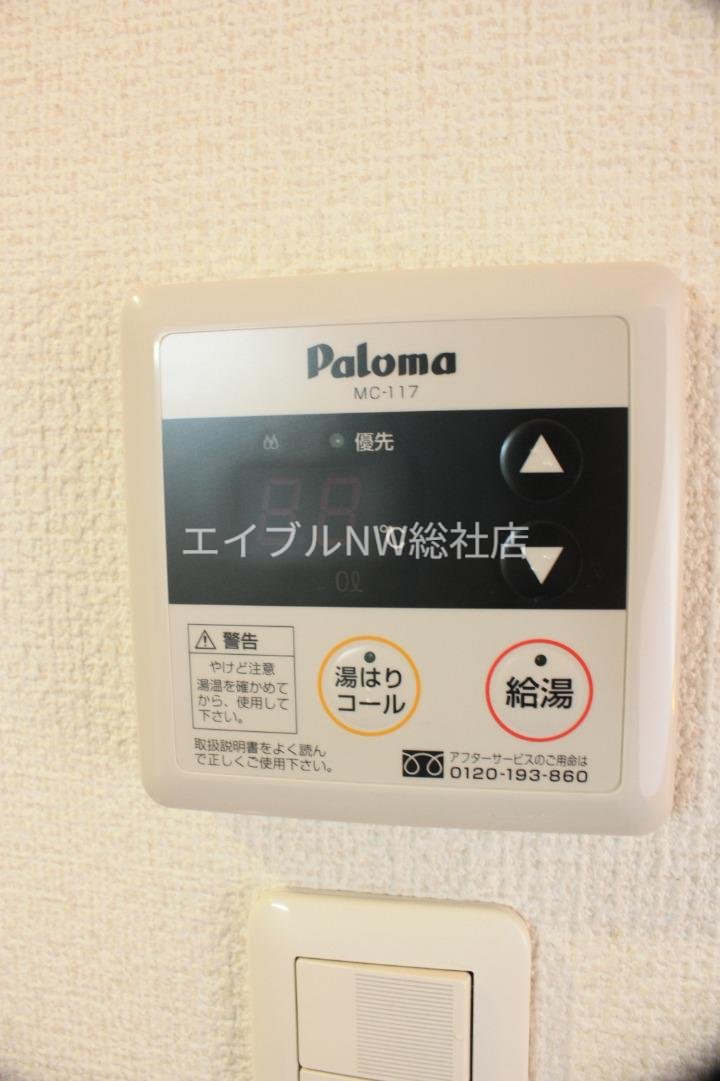 Paloma
MC-117
優先
88
℃
エイブルNW総社店
0ℓ
警告
やけど注意
湯温を確かめて
から、使用して
下さい。
湯はり
コール
給湯
取扱説明書をよく読ん
で正しくご使用下さい。
アフターサービスのご用命は
0120-193-860